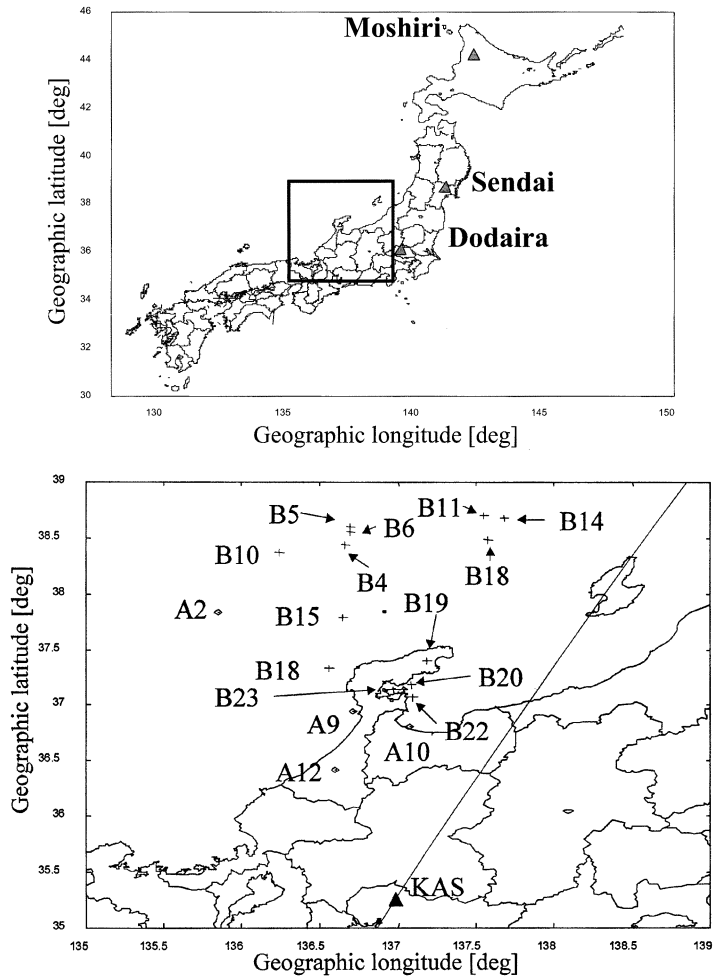 46
Moshiri
44
42
40
Sendai
38
Dodaira
36
34
32
30
130 135 140 145 150
Geographic latitude [deg]
Geographic longitude [deg]
39
B5 B11
B6 B14
38.5
B10 B4 B18
38
A2 B15 B19
37.5
B18 B20
B23
37
A9 A10 B22
36.5
A12
36
35.5
KAS
35
135 135.5 136 136.5 137 137.5 138 138.5 139
Geographic latitude [deg]
Geographic longitude [deg]